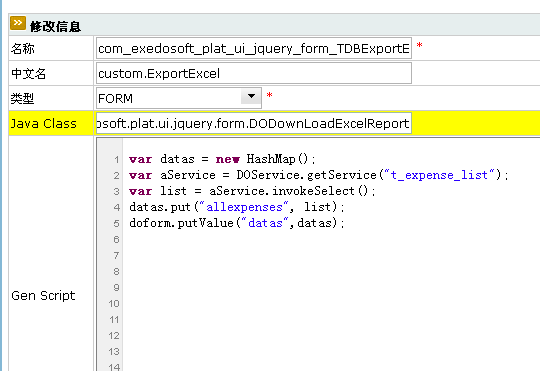 修改信息
名称 com_exedosoft_plat_ui_jquery_form_TDBExportE *
中文名 custom.ExportExcel
类型 FORM *
Java Class osoft.plat.ui.jquery.form.DODownLoadExcelReport
Gen Script
1 var datas = new HashMap();
2 var aService = DOService.getService("t_expense_list");
3 var list = aService.invokeSelect();
4 datas.put("allexpenses", list);
5 doform.putValue("datas",datas);
6
7
8
9
10
11
12
13
14